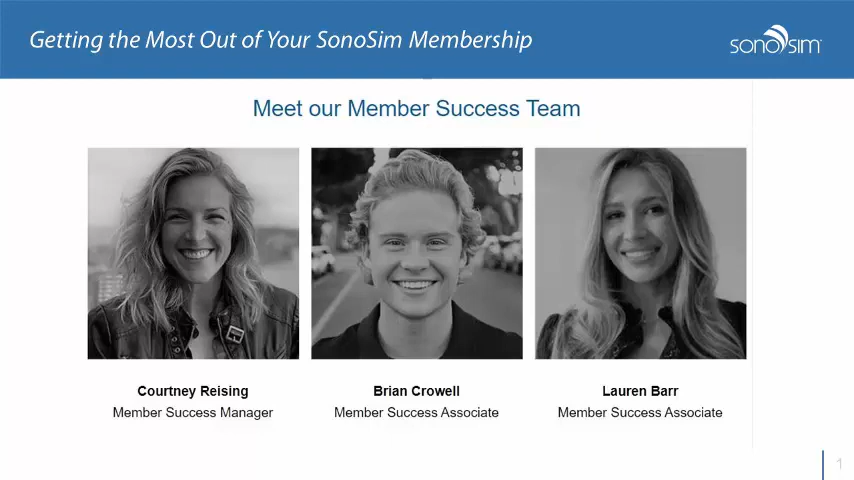 Getting the Most Out of Your SonoSim Membership
sonosim
Meet our Member Success Team
Courtney Reising
Brian Crowell
Lauren Barr
Member Success Manager
Member Success Associate
Member Success Associate
1